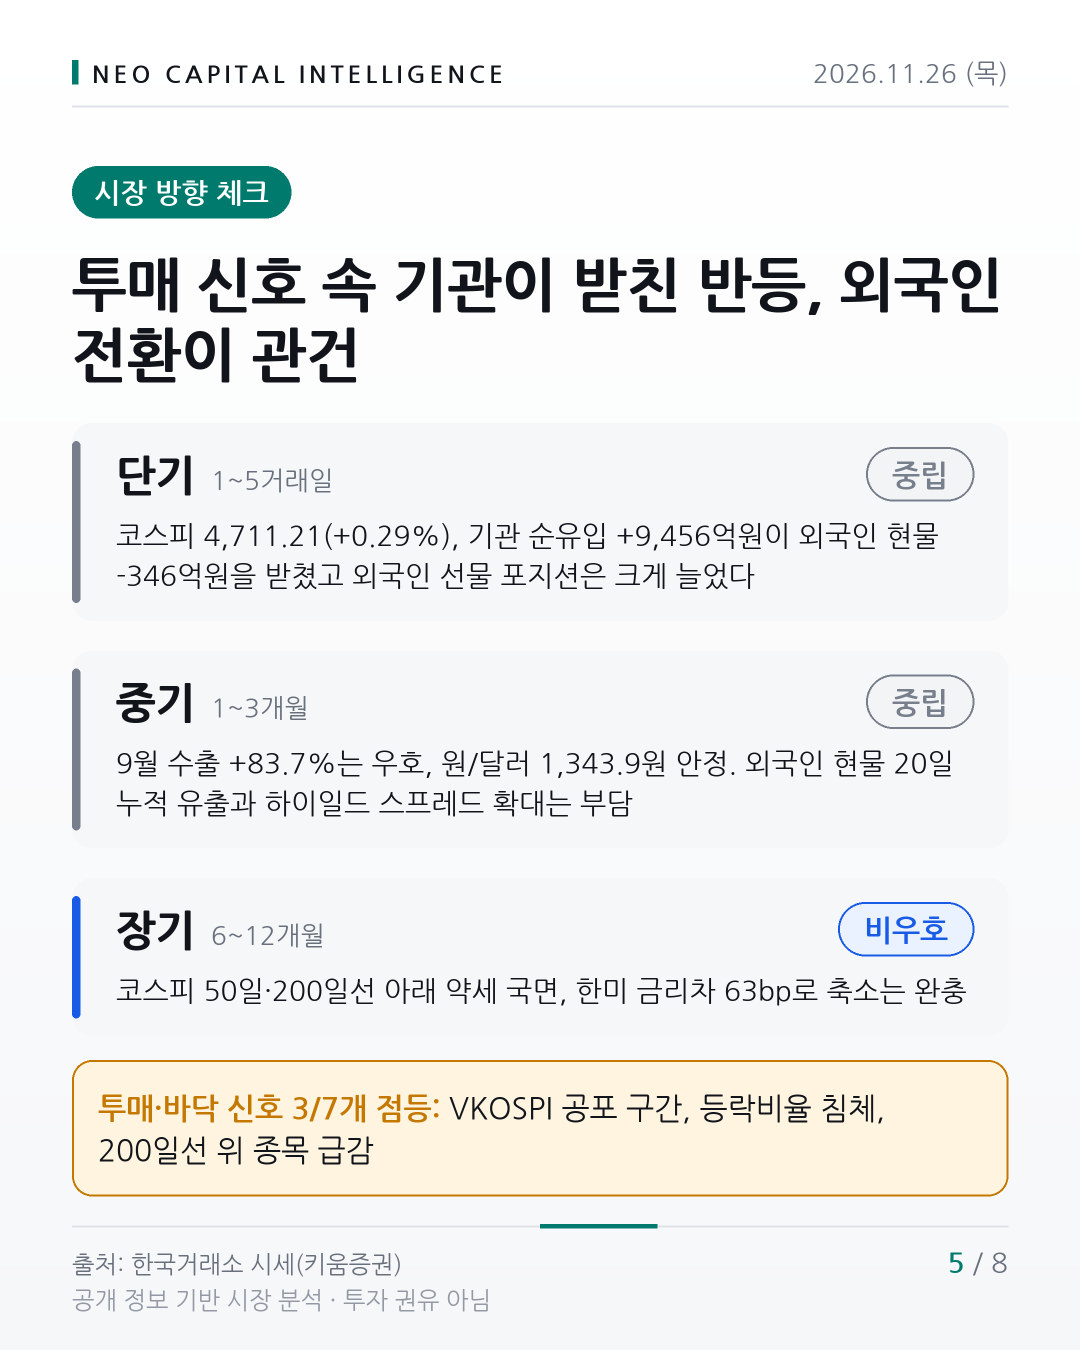 NEO CAPITAL INTELLIGENCE
2026.11.26 (목)
시장 방향 체크
투매 신호 속 기관이 받친 반등, 외국인
전환이 관건
단기 1~5거래일
중립
코스피 4,711.21(+0.29%), 기관 순유입 +9,456억원이 외국인 현물
-346억원을 받쳤고 외국인 선물 포지션은 크게 늘었다
중기 1~3개월
중립
9월 수출 +83.7%는 우호, 원/달러 1,343.9원 안정. 외국인 현물 20일
누적 유출과 하이일드 스프레드 확대는 부담
장기 6~12개월
비우호
코스피 50일·200일선 아래 약세 국면, 한미 금리차 63bp로 축소는 완충
투매·바닥 신호 3/7개 점등: VKOSPI 공포 구간, 등락비율 침체,
200일선 위 종목 급감
출처: 한국거래소 시세(키움증권)
5 / 8
공개 정보 기반 시장 분석 · 투자 권유 아님